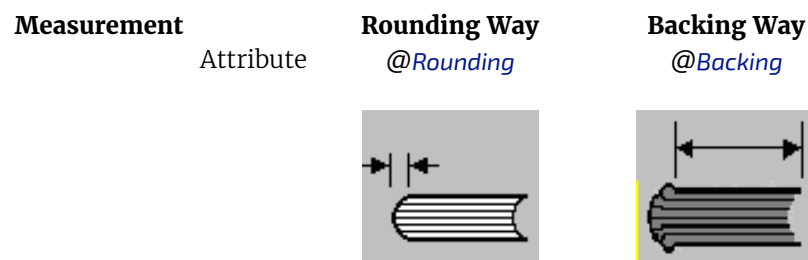 Measurement Rounding Way Backing Way
Attribute @Rounding @Backing